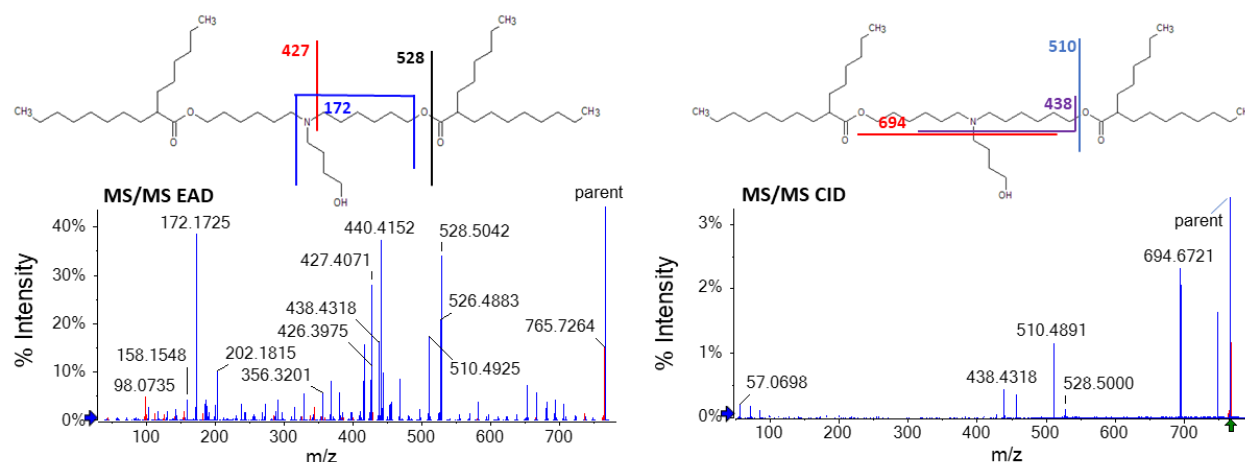 CH3
CH3
427
528
172
CH3
O
O
N
O
O
CH3
OH
MS/MS EAD
parent
% Intensity
40%
30%
20%
10%
0%
172.1725
440.4152
528.5042
427.4071
438.4318
526.4883
426.3975
765.7264
158.1548
202.1815
356.3201
510.4925
98.0735
100 200 300 400 500 600 700
m/z
CH3
CH3
510
438
694
CH3
O
O
N
O
O
CH3
OH
MS/MS CID
parent
% Intensity
3%
2%
1%
0%
694.6721
510.4891
438.4318
528.5000
57.0698
100 200 300 400 500 600 700
m/z